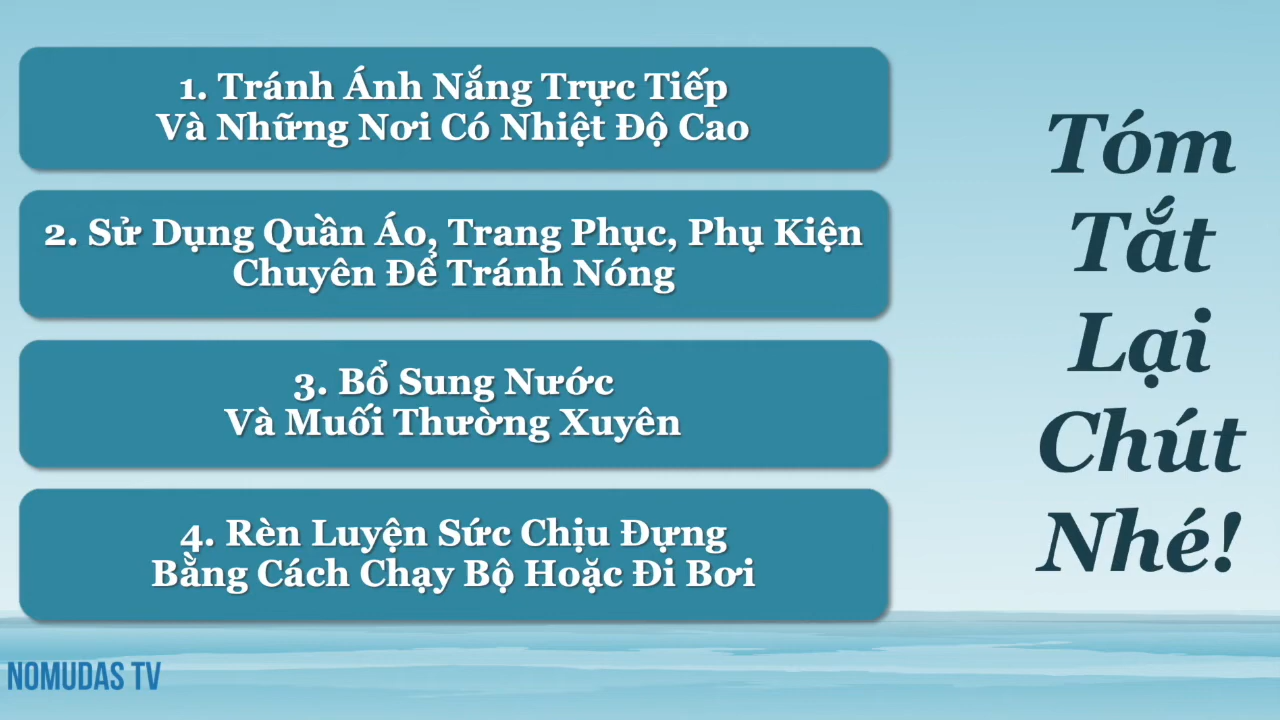 1. Tránh Ánh Nắng Trực Tiếp
Và Những Nơi Có Nhiệt Độ Cao
2. Sử Dụng Quần Áo, Trang Phục, Phụ Kiện
Chuyên Để Tránh Nóng
3. Bổ Sung Nước
Và Muối Thường Xuyên
4. Rèn Luyện Sức Chịu Đựng
Bằng Cách Chạy Bộ Hoặc Đi Bơi
Tóm
Tắt
Lại
Chút
Nhé!
NOMUDAS TV